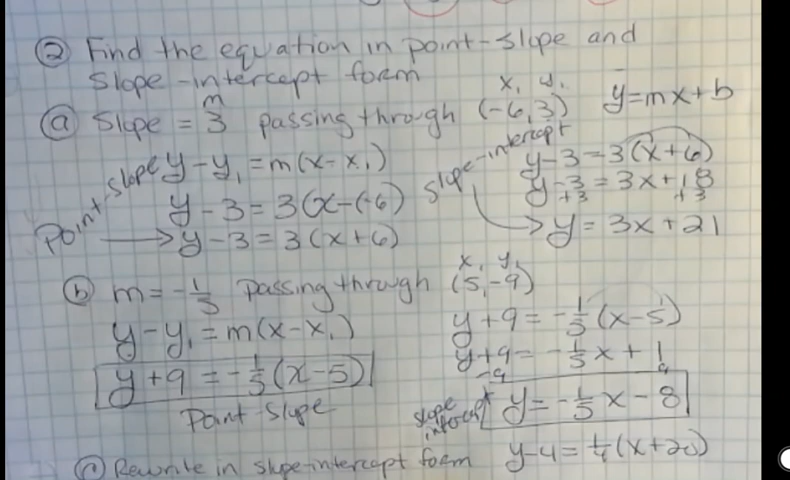 ② Find the equation in point-slope and
slope-intercept form
x₁ y₁
m
ⓐ Slope = 3 passing through (-6,3) y=mx+b
y-y₁=m(x-x₁)
y-3=3(x-(-6)
Point-slope → y-3=3(x+6)
slope-intercept
y-3=3(x+6)
y-3=3x+18
+3 +3
→ y=3x+21
x₁ y₁
ⓑ m=-1/5 passing through (5,-9)
y-y₁=m(x-x₁)
y+9=-1/5(x-5)
Point-slope
y+9=-1/5(x-5)
y+9=-1/5x+1
-9 -9
slope intercept y=-1/5x-8
ⓒ Rewrite in slope-intercept form y-4=1/4(x+20)